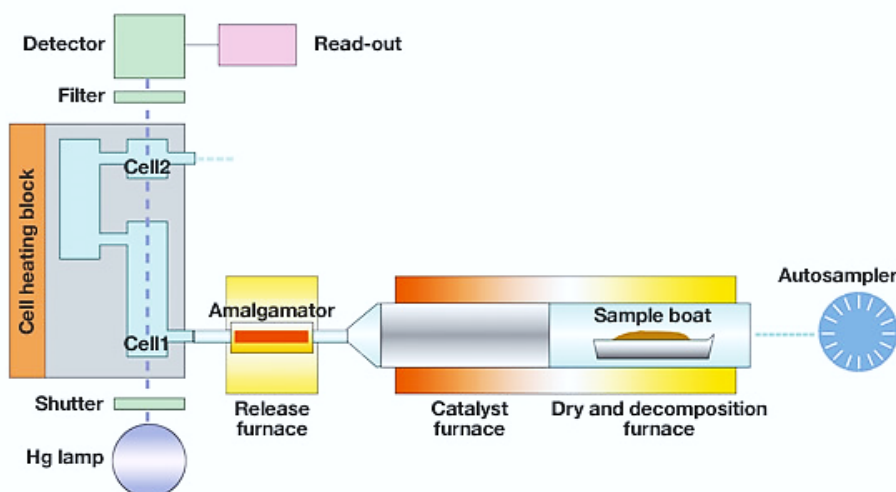 Detector
Read-out
Filter
Cell2
Cell heating block
Autosampler
Amalgamator
Sample boat
Cell1
Shutter
Release
furnace
Catalyst
furnace
Dry and decomposition
furnace
Hg lamp